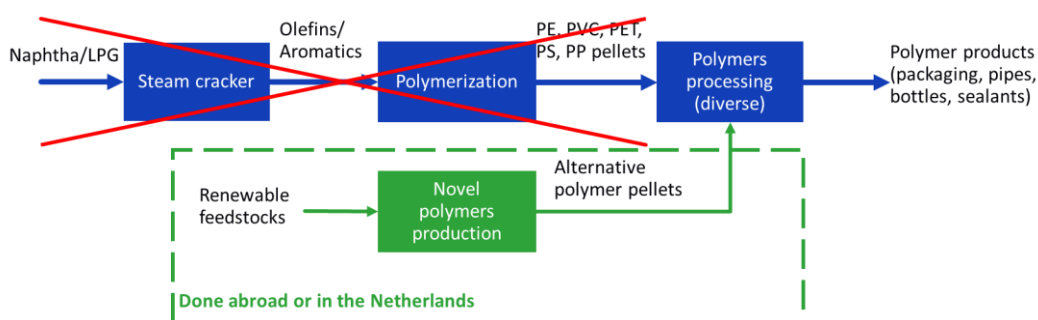 Naphtha/LPG
Steam cracker
Olefins/
Aromatics
Polymerization
PE, PVC, PET,
PS, PP pellets
Polymers
processing
(diverse)
Polymer products
(packaging, pipes,
bottles, sealants)
Renewable
feedstocks
Novel
polymers
production
Alternative
polymer pellets
Done abroad or in the Netherlands